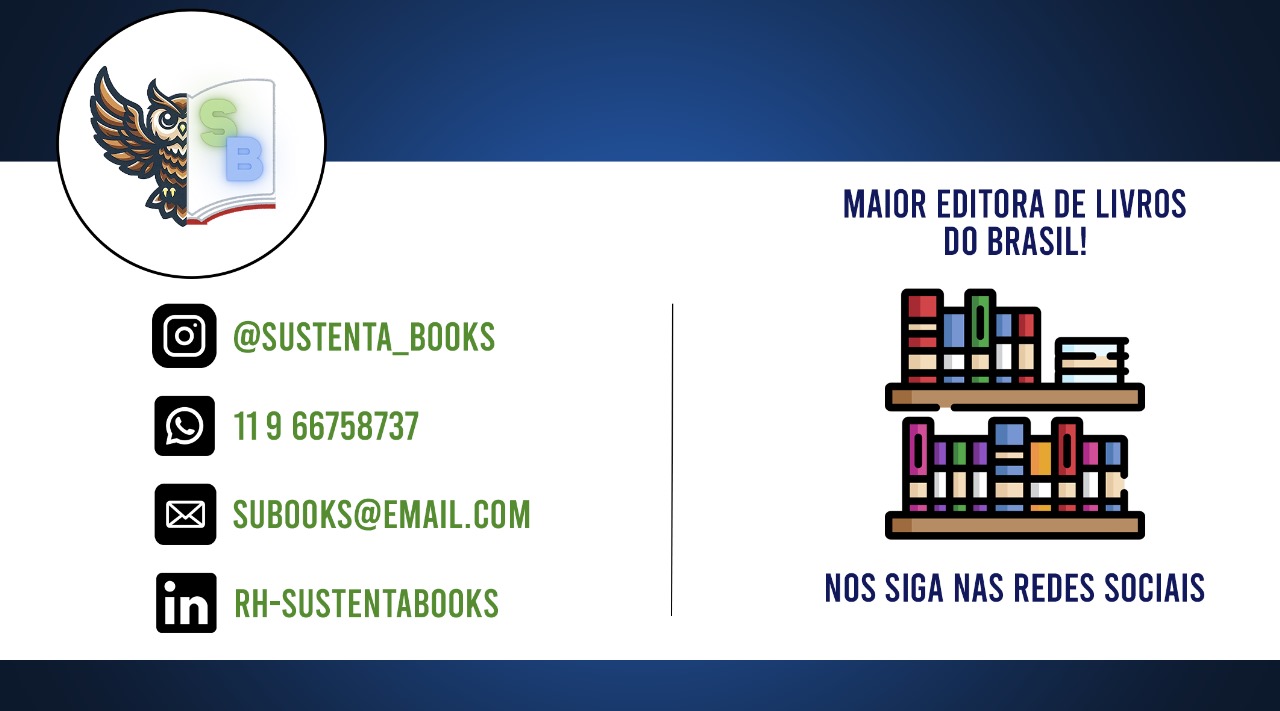 S
B
@SUSTENTA_BOOKS
11 9 66758737
SUBOOKS@EMAIL.COM
in
RH-SUSTENTABOOKS
MAIOR EDITORA DE LIVROS
DO BRASIL!
NOS SIGA NAS REDES SOCIAIS